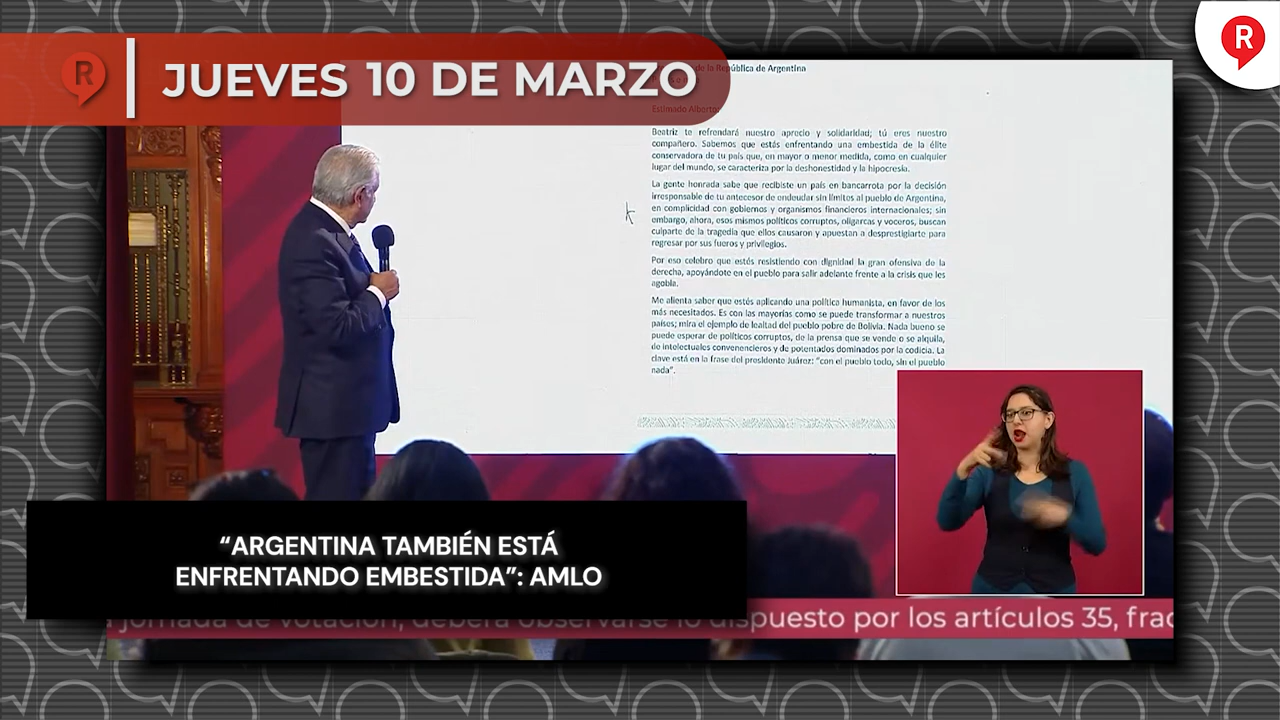 R
R
JUEVES 10 DE MARZO
de la República de Argentina
Estimado Alberto:
Beatriz te refrendará nuestro aprecio y solidaridad; tú eres nuestro
compañero. Sabemos que estás enfrentando una embestida de la élite
conservadora de tu país que, en mayor o menor medida, como en cualquier
lugar del mundo, se caracteriza por la deshonestidad y la hipocresía.
La gente honrada sabe que recibiste un país en bancarrota por la decisión
irresponsable de tu antecesor de endeudar sin límites al pueblo de Argentina,
en complicidad con gobiernos y organismos financieros internacionales; sin
embargo, ahora, esos mismos políticos corruptos, oligarcas y voceros, buscan
culparte de la tragedia que ellos causaron y apuestan a desprestigiarte para
regresar por sus fueros y privilegios.
Por eso celebro que estés resistiendo con dignidad la gran ofensiva de la
derecha, apoyándote en el pueblo para salir adelante frente a la crisis que les
agobia.
Me alienta saber que estés aplicando una política humanista, en favor de los
más necesitados. Es con las mayorías como se puede transformar a nuestros
países; mira el ejemplo de lealtad del pueblo pobre de Bolivia. Nada bueno se
puede esperar de políticos corruptos, de la prensa que se vende o se alquila,
de intelectuales convenencieros y de potentados dominados por la codicia. La
clave está en la frase del presidente Juárez: "con el pueblo todo, sin el pueblo
nada".
“ARGENTINA TAMBIÉN ESTÁ
ENFRENTANDO EMBESTIDA”: AMLO
jornada de votación, deberá observarse lo dispuesto por los artículos 35, frac